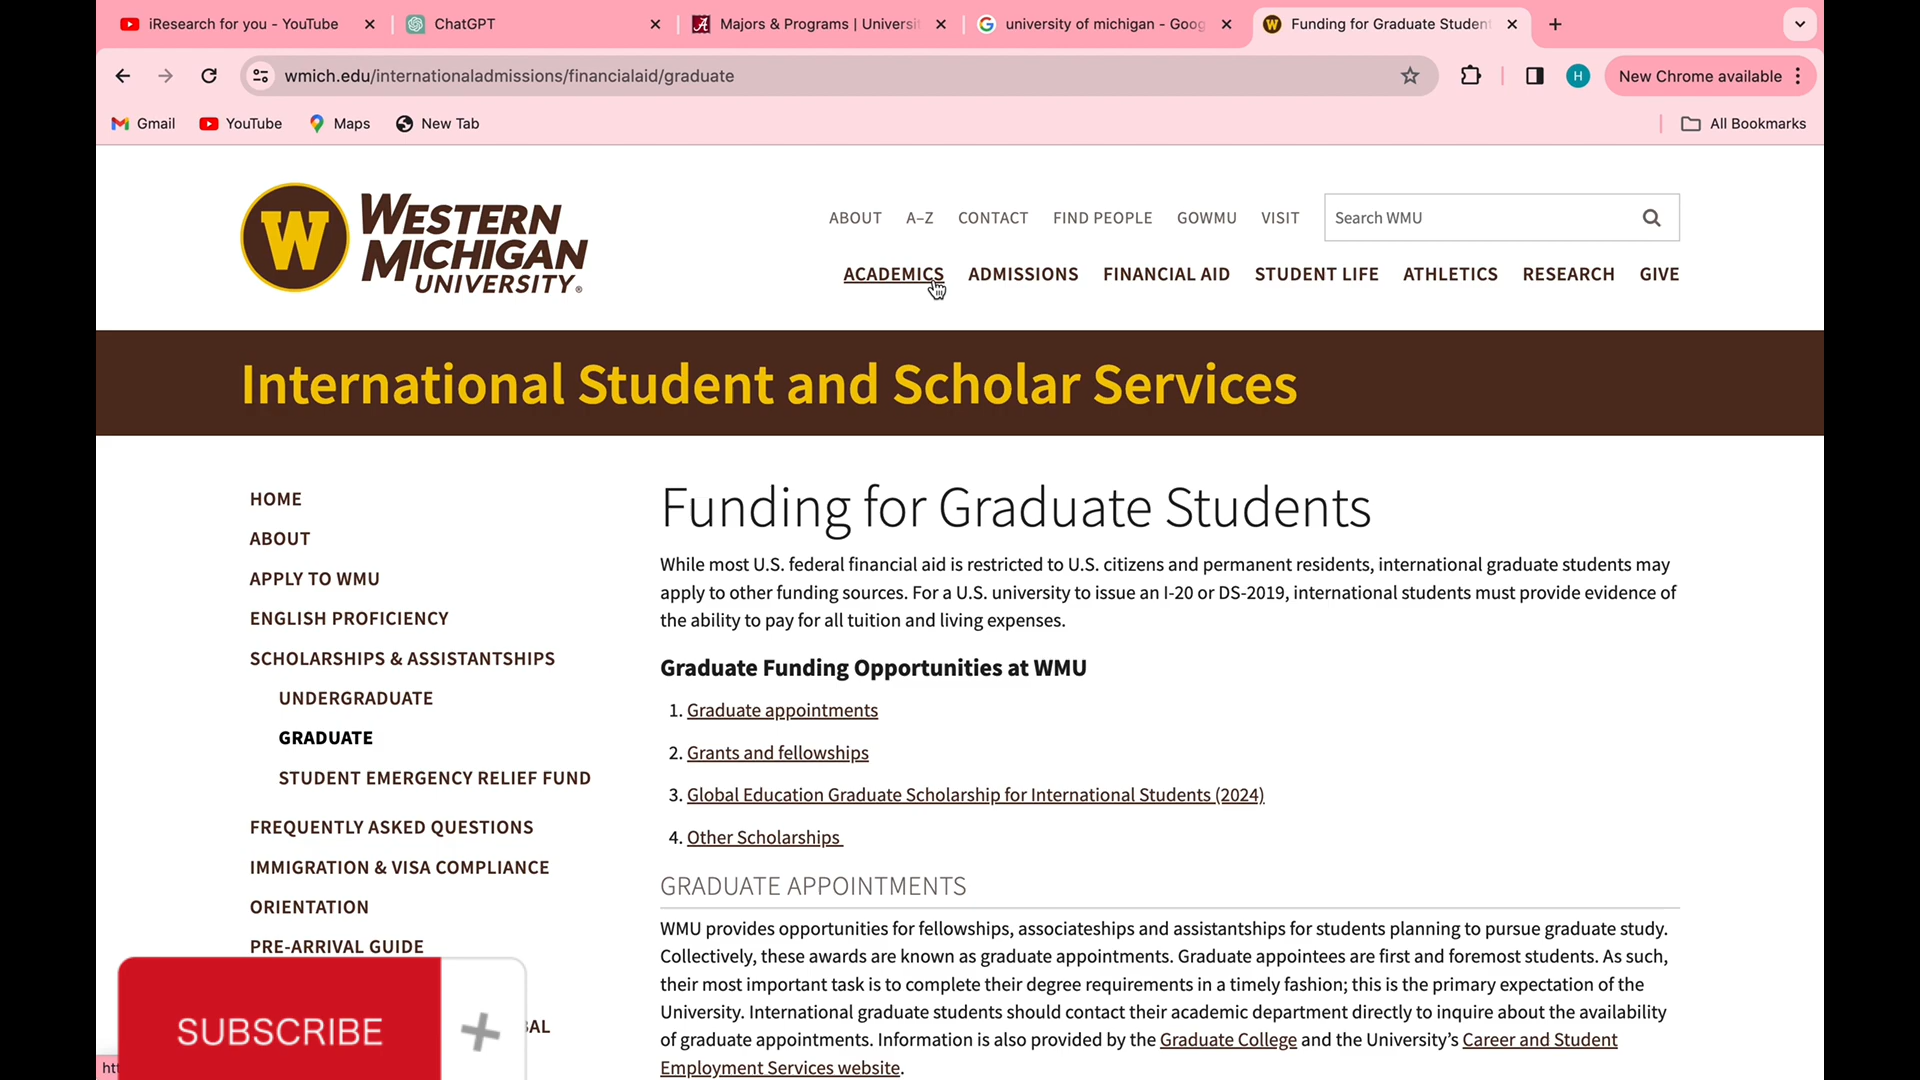 iResearch for you - YouTube
ChatGPT
Majors & Programs | Universi
university of michigan - Goog
Funding for Graduate Student
wmich.edu/internationaladmissions/financialaid/graduate
H
New Chrome available
Gmail
YouTube
Maps
New Tab
All Bookmarks
W
WESTERN
MICHIGAN
UNIVERSITY®
ABOUT
A–Z
CONTACT
FIND PEOPLE
GOWMU
VISIT
Search WMU
ACADEMICS
ADMISSIONS
FINANCIAL AID
STUDENT LIFE
ATHLETICS
RESEARCH
GIVE
International Student and Scholar Services
HOME
ABOUT
APPLY TO WMU
ENGLISH PROFICIENCY
SCHOLARSHIPS & ASSISTANTSHIPS
UNDERGRADUATE
GRADUATE
STUDENT EMERGENCY RELIEF FUND
FREQUENTLY ASKED QUESTIONS
IMMIGRATION & VISA COMPLIANCE
ORIENTATION
PRE-ARRIVAL GUIDE
Funding for Graduate Students
While most U.S. federal financial aid is restricted to U.S. citizens and permanent residents, international graduate students may
apply to other funding sources. For a U.S. university to issue an I-20 or DS-2019, international students must provide evidence of
the ability to pay for all tuition and living expenses.
Graduate Funding Opportunities at WMU
1. Graduate appointments
2. Grants and fellowships
3. Global Education Graduate Scholarship for International Students (2024)
4. Other Scholarships
GRADUATE APPOINTMENTS
WMU provides opportunities for fellowships, associateships and assistantships for students planning to pursue graduate study.
Collectively, these awards are known as graduate appointments. Graduate appointees are first and foremost students. As such,
their most important task is to complete their degree requirements in a timely fashion; this is the primary expectation of the
University. International graduate students should contact their academic department directly to inquire about the availability
of graduate appointments. Information is also provided by the Graduate College and the University's Career and Student
Employment Services website.
SUBSCRIBE